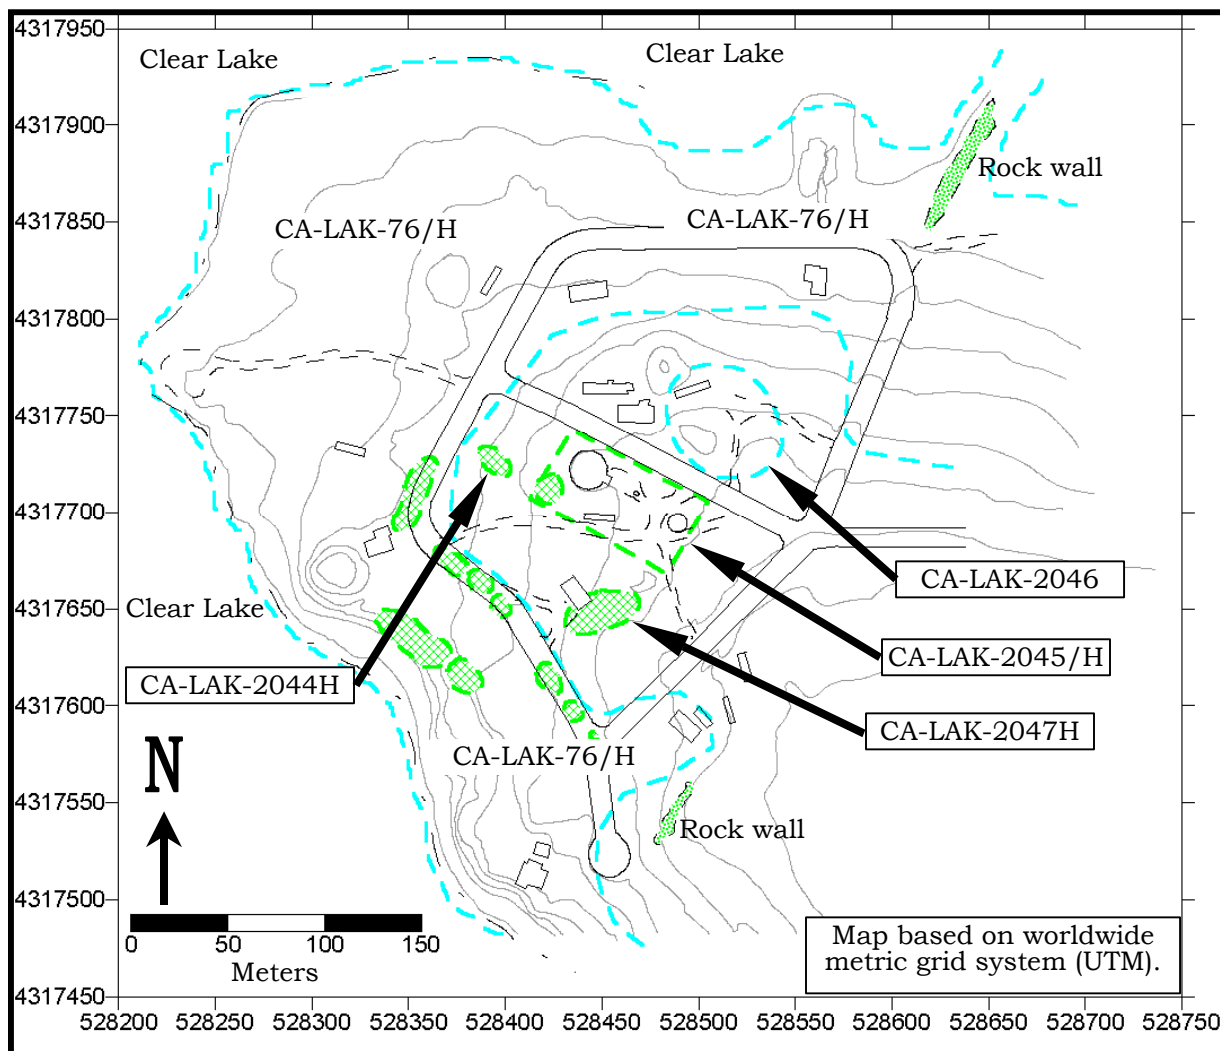 4317950
Clear Lake
Clear Lake
4317900
Rock wall
4317850
CA-LAK-76/H
CA-LAK-76/H
4317800
4317750
4317700
CA-LAK-2046
4317650
Clear Lake
CA-LAK-2045/H
CA-LAK-2044H
4317600
CA-LAK-2047H
CA-LAK-76/H
N
4317550
Rock wall
4317500
0 50 100 150
Meters
Map based on worldwide
metric grid system (UTM).
4317450
528200 528250 528300 528350 528400 528450 528500 528550 528600 528650 528700 528750